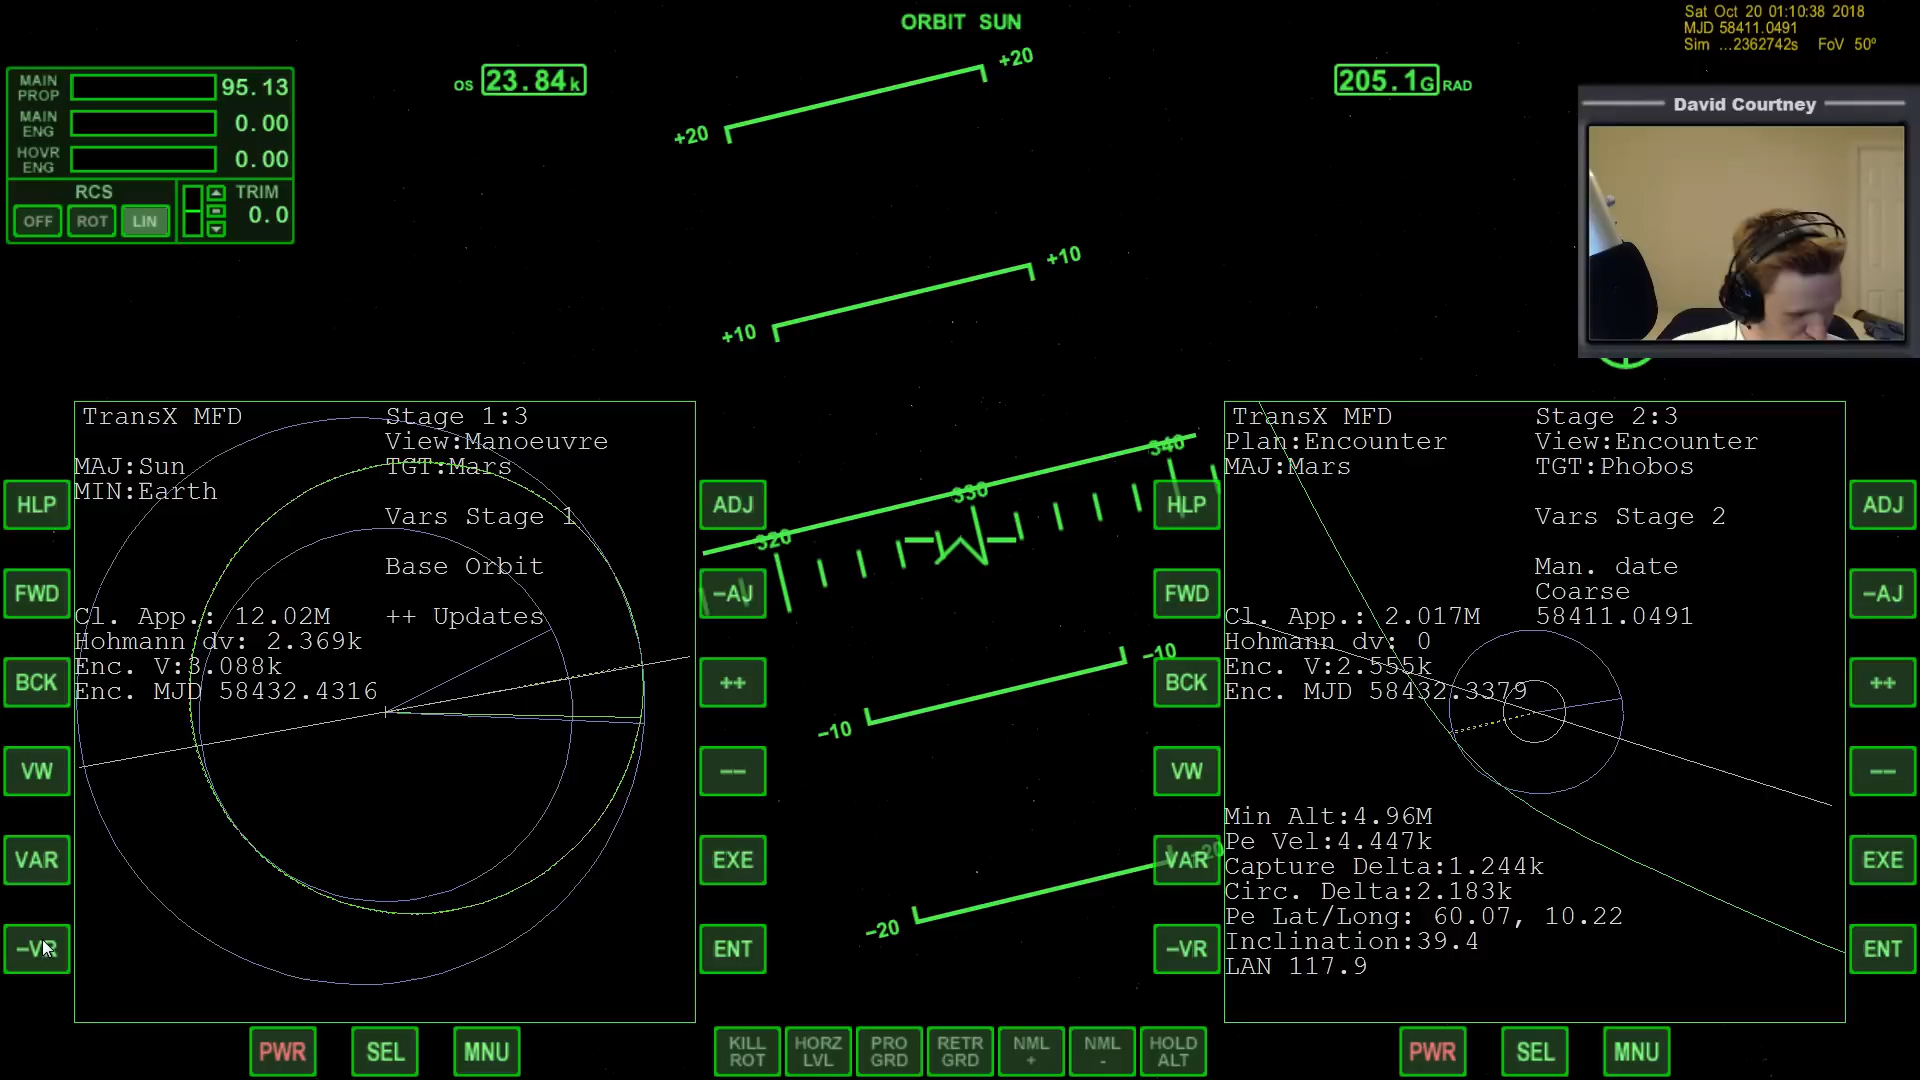 ORBIT SUN
Sat Oct 20 01:10:38 2018
MJD 58411.0491
Sim ...2362742s FoV 50°
MAIN PROP 95.13
MAIN ENG 0.00
HOVR ENG 0.00
RCS
TRIM
OFF ROT LIN
0.0
OS 23.84k
205.1G RAD
David Courtney
+20 +20
+10 +10
320 330 340
-10 -10
-20
TransX MFD Stage 1:3
View:Manoeuvre
MAJ:Sun TGT:Mars
MIN:Earth
Vars Stage 1
Base Orbit
Cl. App.: 12.02M ++ Updates
Hohmann dv: 2.369k
Enc. V:3.088k
Enc. MJD 58432.4316
HLP
FWD
BCK
VW
VAR
-VR
ADJ
-AJ
++
--
EXE
ENT
PWR SEL MNU
TransX MFD Stage 2:3
Plan:Encounter View:Encounter
MAJ:Mars TGT:Phobos
Vars Stage 2
Man. date
Coarse
Cl. App.: 2.017M 58411.0491
Hohmann dv: 0
Enc. V:2.555k
Enc. MJD 58432.3379
Min Alt:4.96M
Pe Vel:4.447k
Capture Delta:1.244k
Circ. Delta:2.183k
Pe Lat/Long: 60.07, 10.22
Inclination:39.4
LAN 117.9
HLP
FWD
BCK
VW
VAR
-VR
ADJ
-AJ
++
--
EXE
ENT
KILL ROT
HORZ LVL
PRO GRD
RETR GRD
NML +
NML -
HOLD ALT
PWR SEL MNU